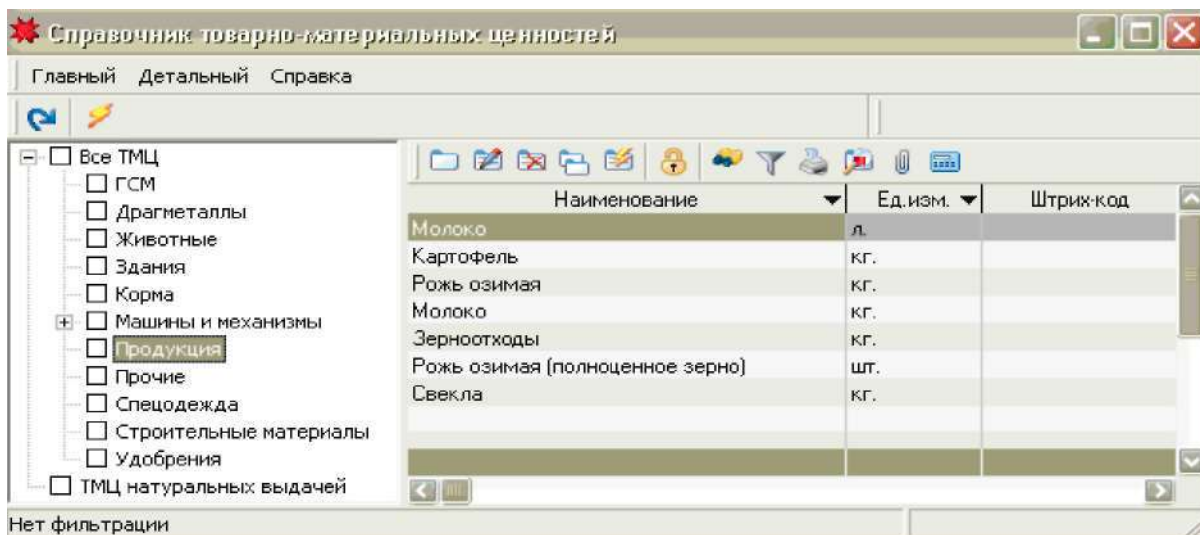 Справочник товарно-материальных ценностей
Главный Детальный Справка
Все ТМЦ
ГСМ
Драгметаллы
Животные
Здания
Корма
Машины и механизмы
Продукция
Прочие
Спецодежда
Строительные материалы
Удобрения
ТМЦ натуральных выдачей
Наименование Ед.изм. Штрих-код
Молоко л.
Картофель кг.
Рожь озимая кг.
Молоко кг.
Зерноотходы кг.
Рожь озимая (полноценное зерно) шт.
Свекла кг.
Нет фильтрации